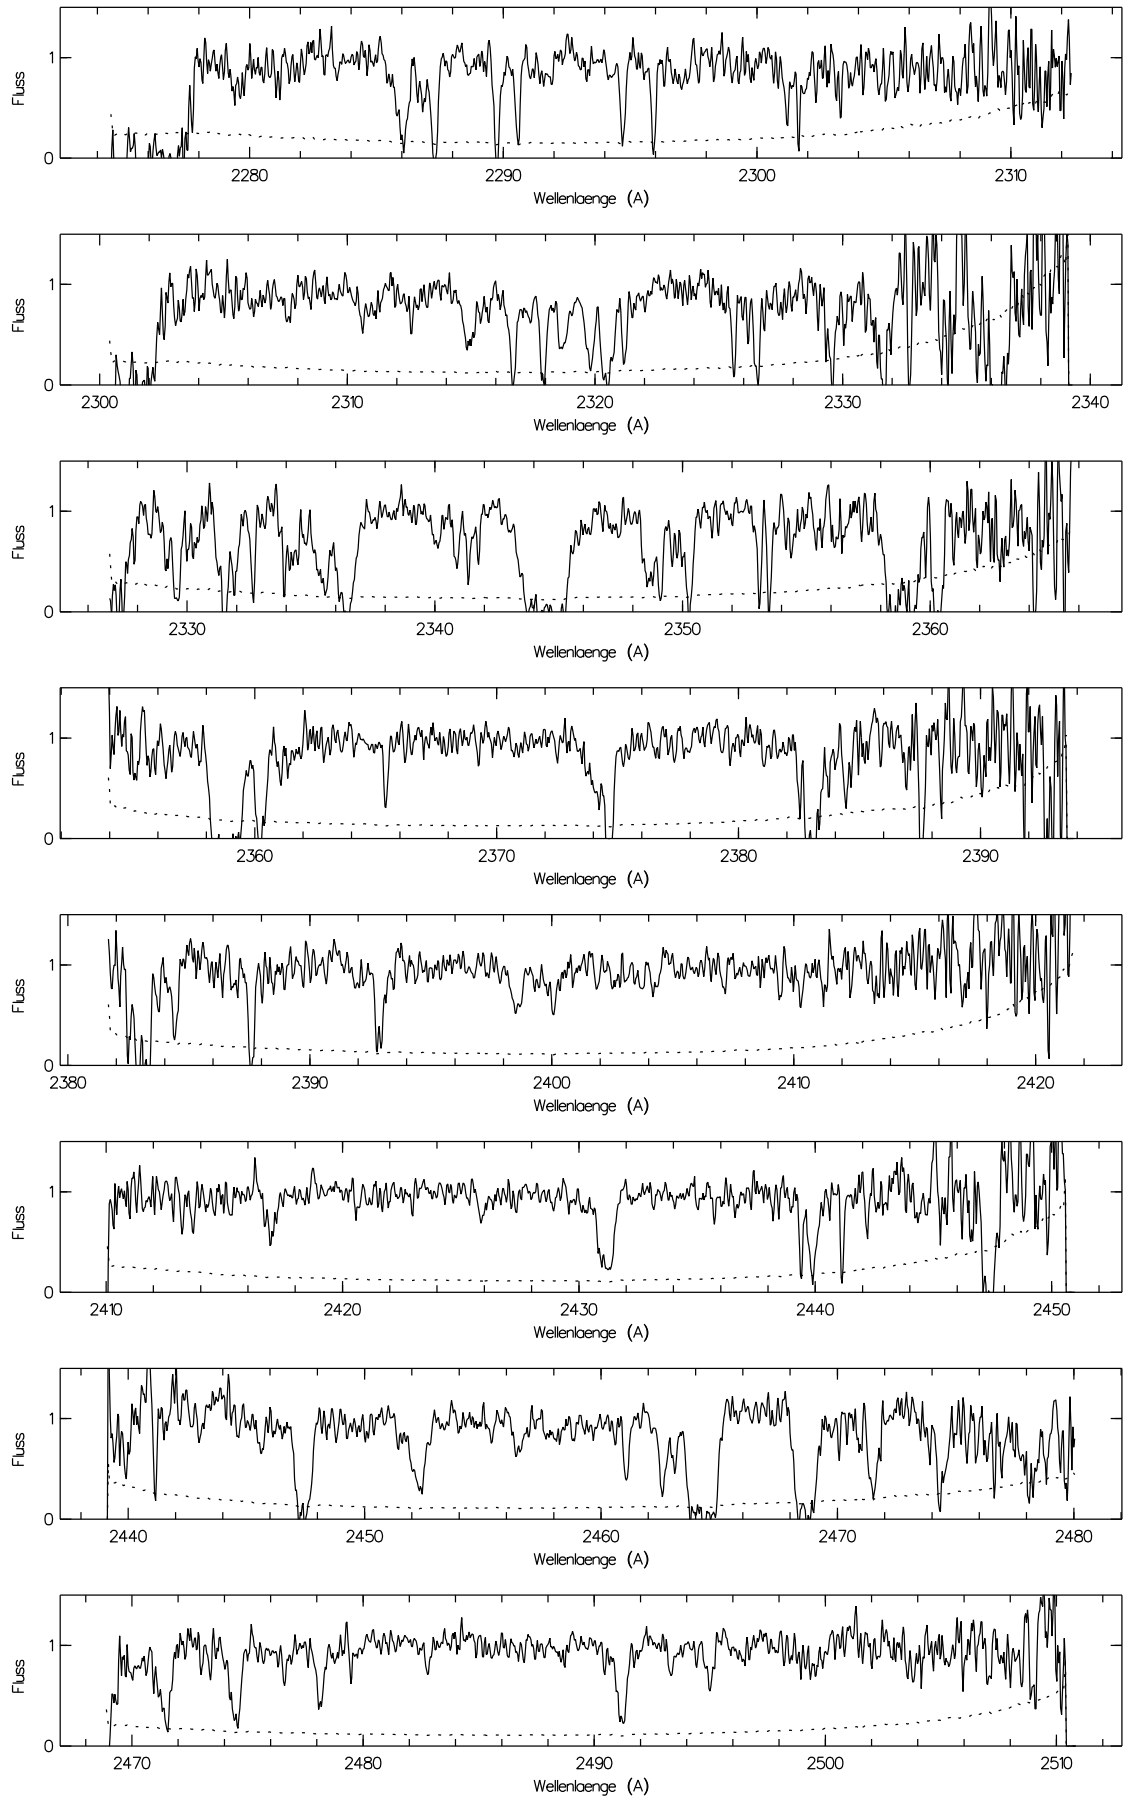 Fluss
1
0
2280 2290 2300 2310
Wellenlaenge (A)
Fluss
1
0
2300 2310 2320 2330 2340
Wellenlaenge (A)
Fluss
1
0
2330 2340 2350 2360
Wellenlaenge (A)
Fluss
1
0
2360 2370 2380 2390
Wellenlaenge (A)
Fluss
1
0
2380 2390 2400 2410 2420
Wellenlaenge (A)
Fluss
1
0
2410 2420 2430 2440 2450
Wellenlaenge (A)
Fluss
1
0
2440 2450 2460 2470 2480
Wellenlaenge (A)
Fluss
1
0
2470 2480 2490 2500 2510
Wellenlaenge (A)